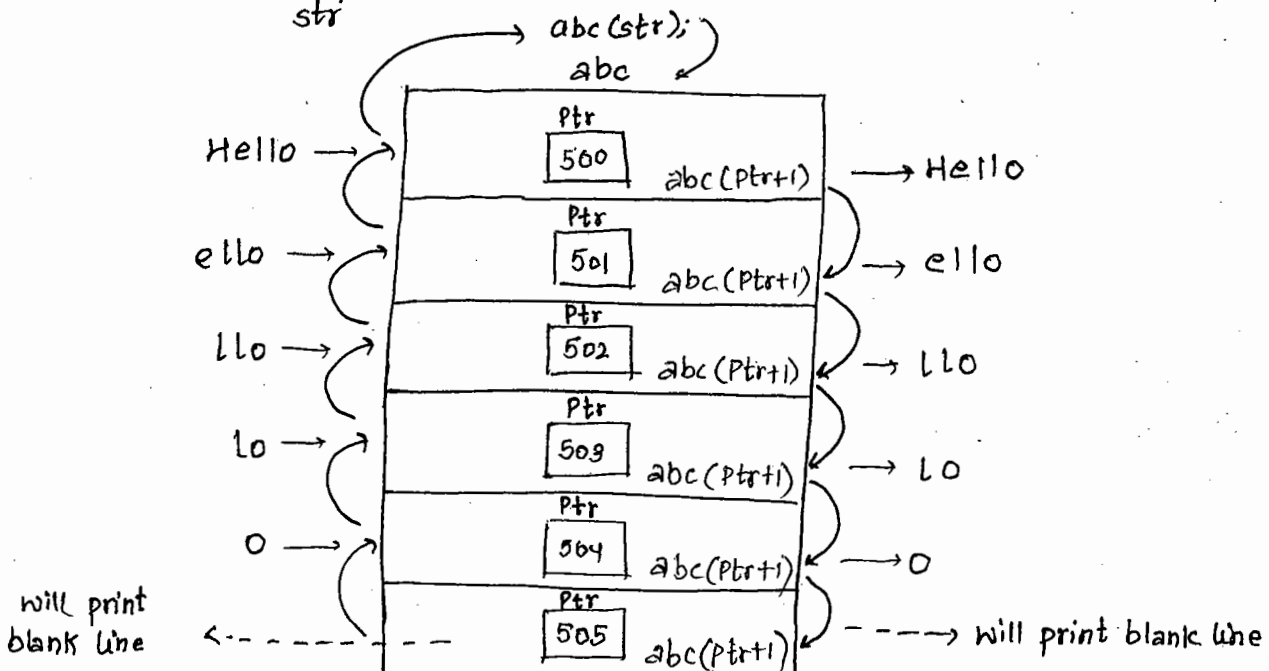 str
abc(str);
abc
Ptr
Hello → 500 abc(Ptr+1) → Hello
Ptr
ello → 501 abc(Ptr+1) → ello
Ptr
llo → 502 abc(Ptr+1) → llo
Ptr
lo → 503 abc(Ptr+1) → lo
Ptr
o → 504 abc(Ptr+1) → o
Ptr
will print
blank line 505 abc(Ptr+1) will print blank line